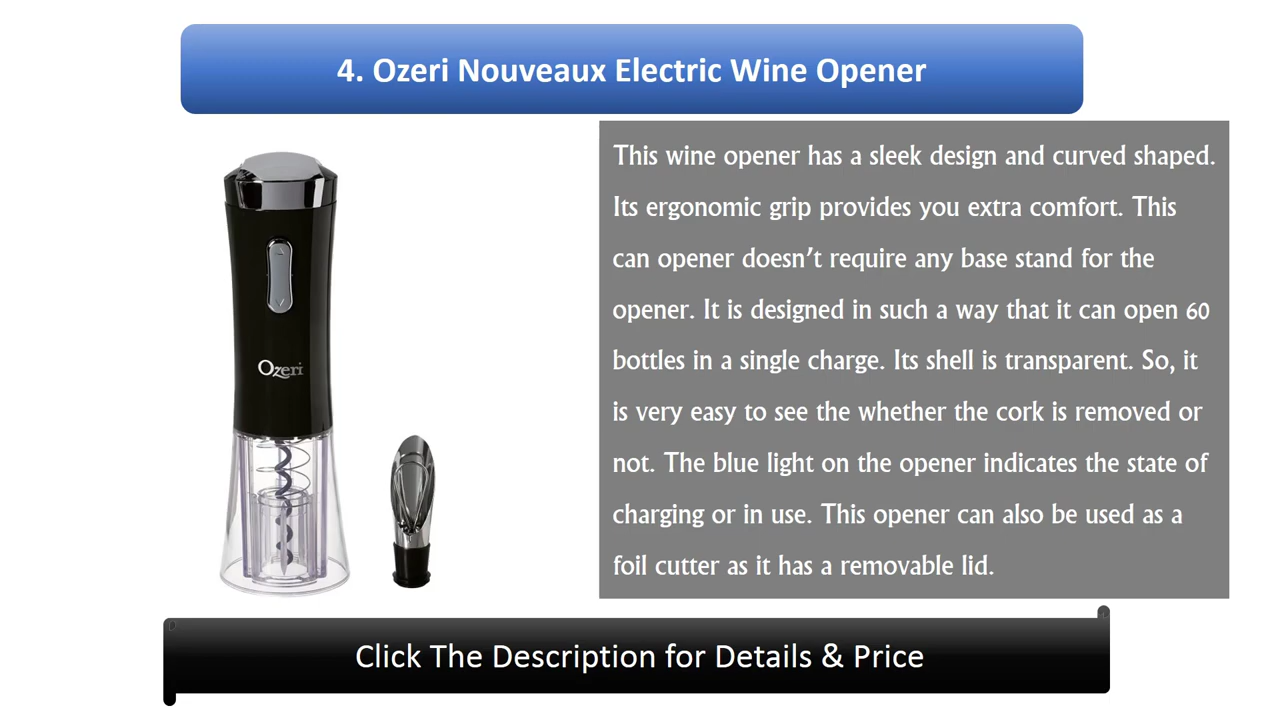 4. Ozeri Nouveaux Electric Wine Opener
This wine opener has a sleek design and curved shaped.
Its ergonomic grip provides you extra comfort. This
can opener doesn’t require any base stand for the
opener. It is designed in such a way that it can open 60
bottles in a single charge. Its shell is transparent. So, it
is very easy to see the whether the cork is removed or
not. The blue light on the opener indicates the state of
charging or in use. This opener can also be used as a
foil cutter as it has a removable lid.
Ozeri
Click The Description for Details & Price